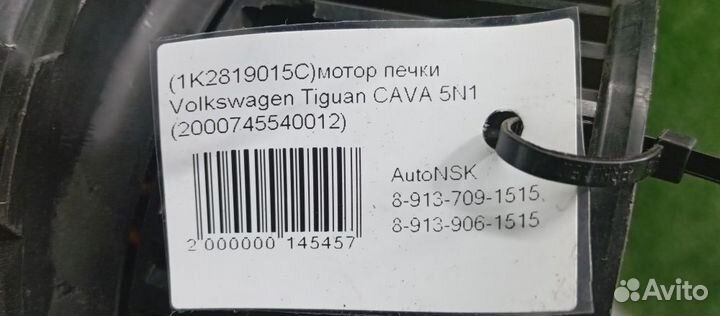 (1K2819015C)мотор печки
Volkswagen Tiguan CAVA 5N1
(2000745540012)
AutoNSK
8-913-709-1515,
8-913-906-1515
2 000000 145457
Avito